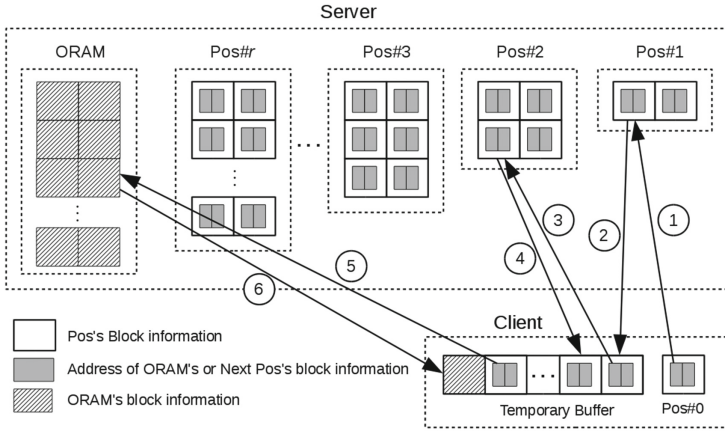 Server
ORAM
Pos#r
Pos#3
Pos#2
Pos#1
1
2
3
4
5
6
Client
Pos's Block information
Address of ORAM's or Next Pos's block information
ORAM's block information
Temporary Buffer
Pos#0